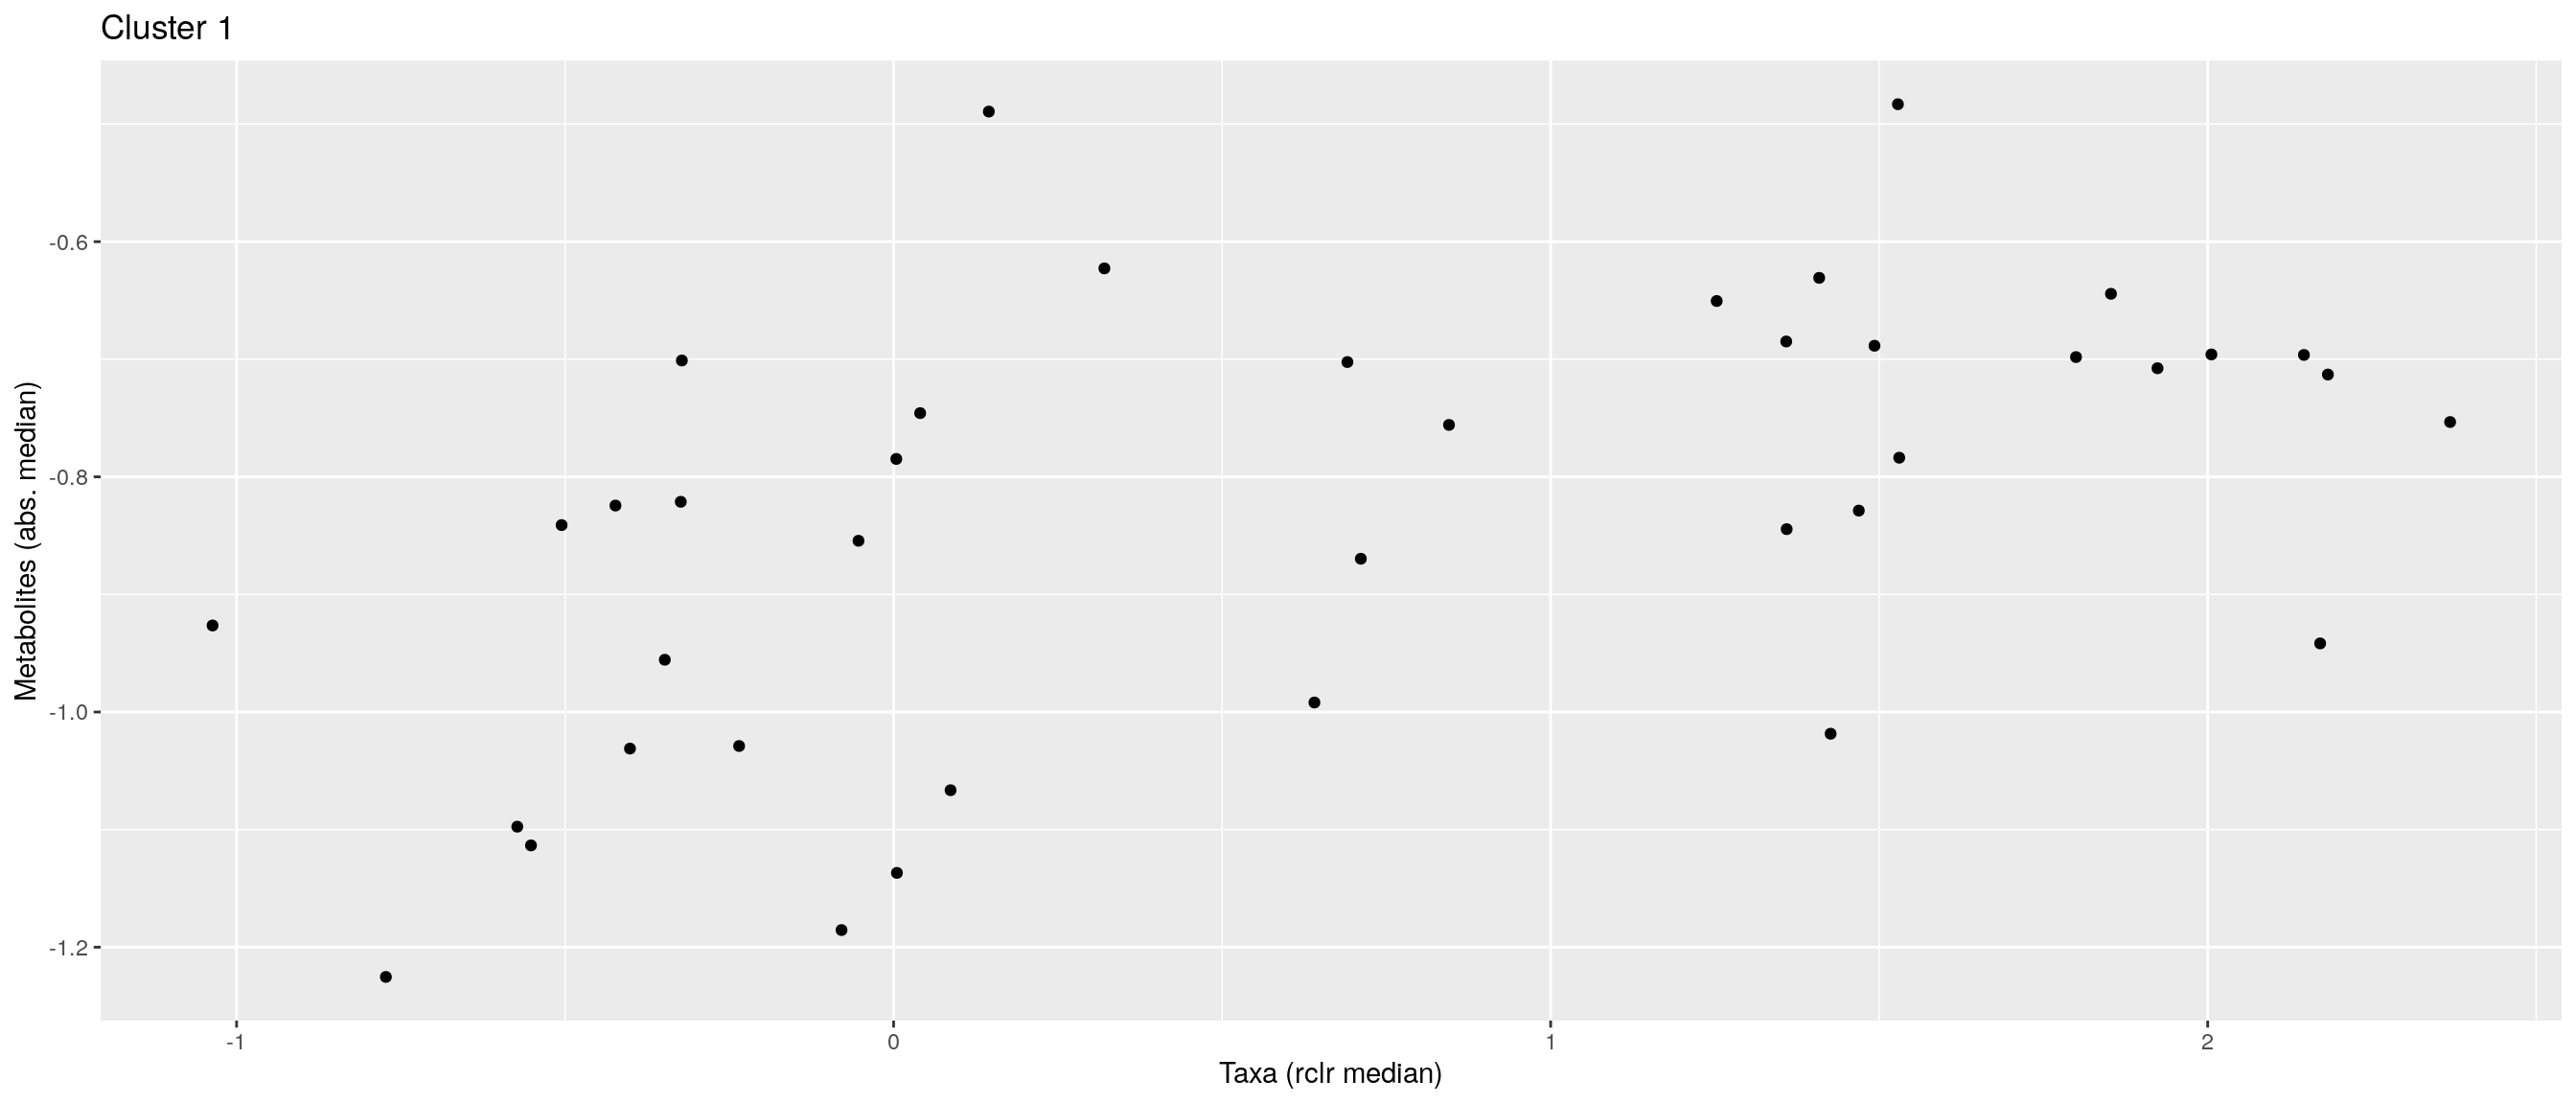 Cluster 1
Metabolites (abs. median)
-0.6
-0.8
-1.0
-1.2
-1
0
1
2
Taxa (rclr median)